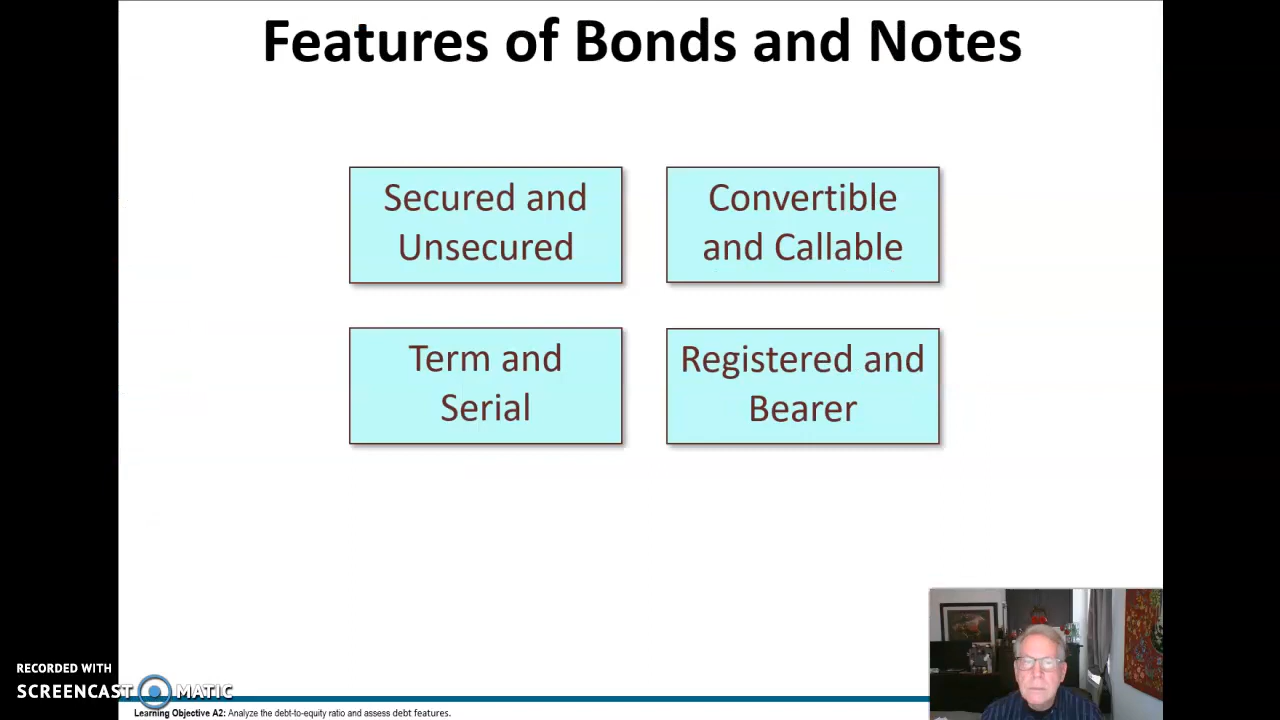 Features of Bonds and Notes
Secured and
Unsecured
Convertible
and Callable
Term and
Serial
Registered and
Bearer
RECORDED WITH
SCREENCAST MATIC
Learning Objective A2: Analyze the debt-to-equity ratio and assess debt features.